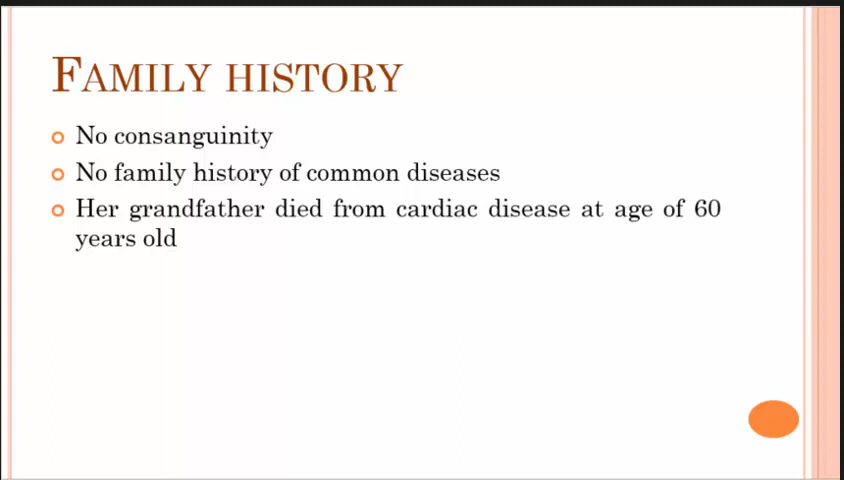 FAMILY HISTORY
No consanguinity
No family history of common diseases
Her grandfather died from cardiac disease at age of 60
years old